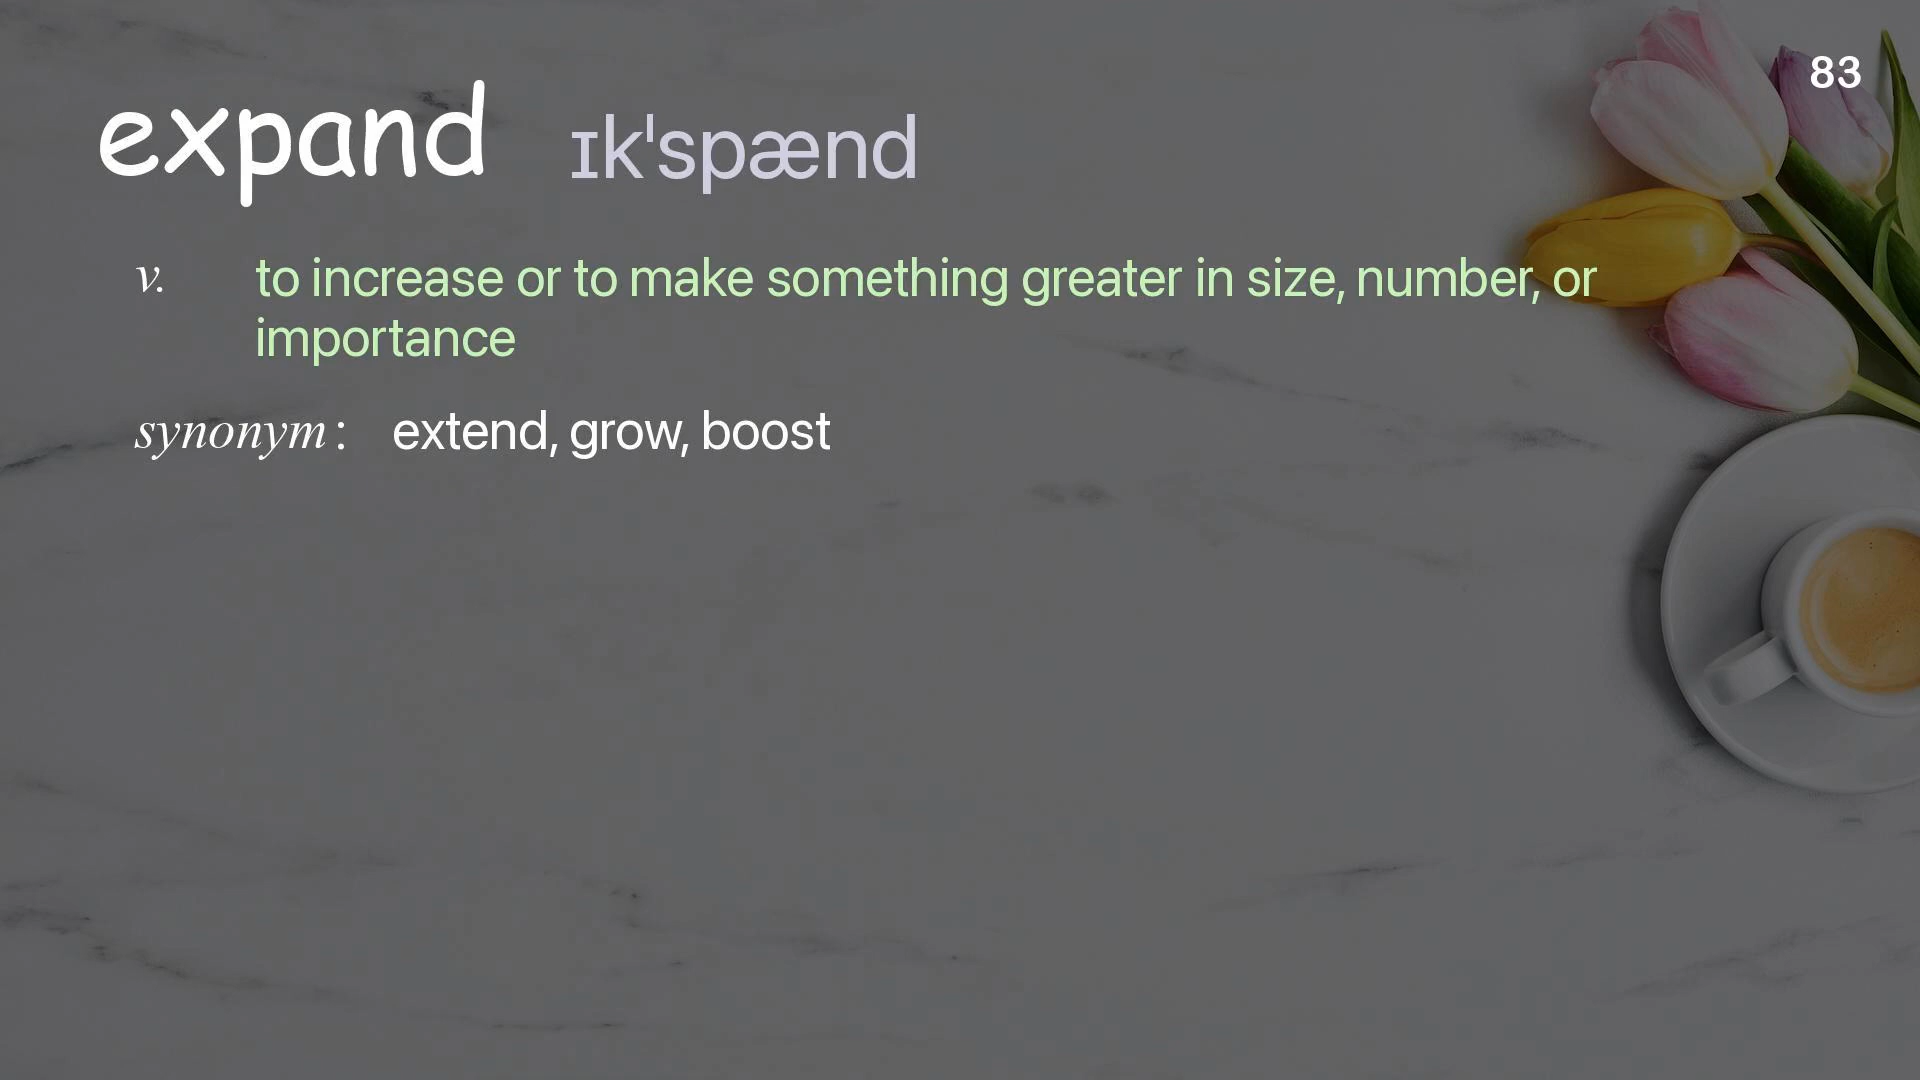 83
expand ɪkˈspænd
v. to increase or to make something greater in size, number, or
importance
synonym: extend, grow, boost